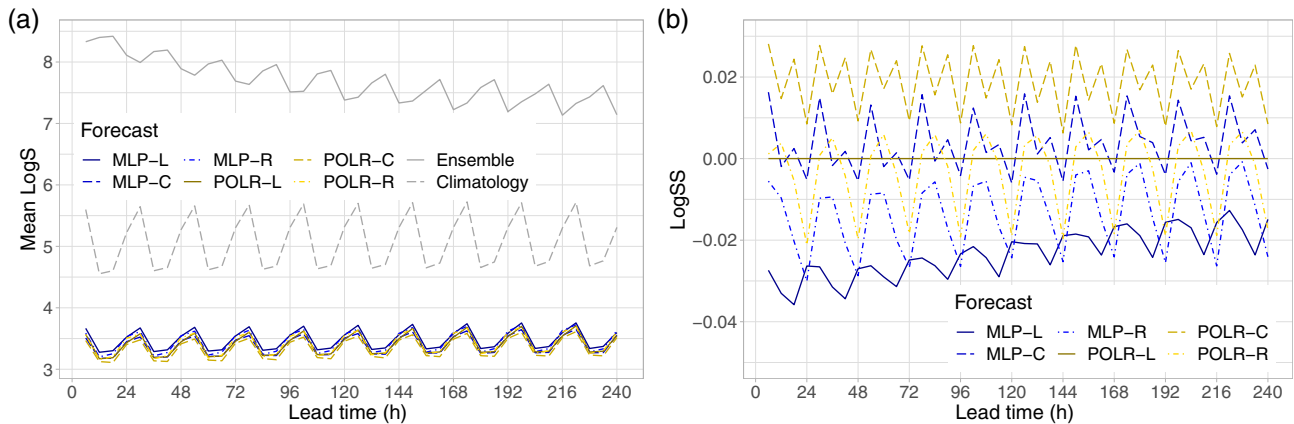 (a)
Mean LogS
8
7
6
5
4
3
Forecast
MLP−L MLP−R POLR−C Ensemble
MLP−C POLR−L POLR−R Climatology
0 24 48 72 96 120 144 168 192 216 240
Lead time (h)
(b)
LogSS
0.02
0.00
−0.02
−0.04
Forecast
MLP−L MLP−R POLR−C
MLP−C POLR−L POLR−R
0 24 48 72 96 120 144 168 192 216 240
Lead time (h)